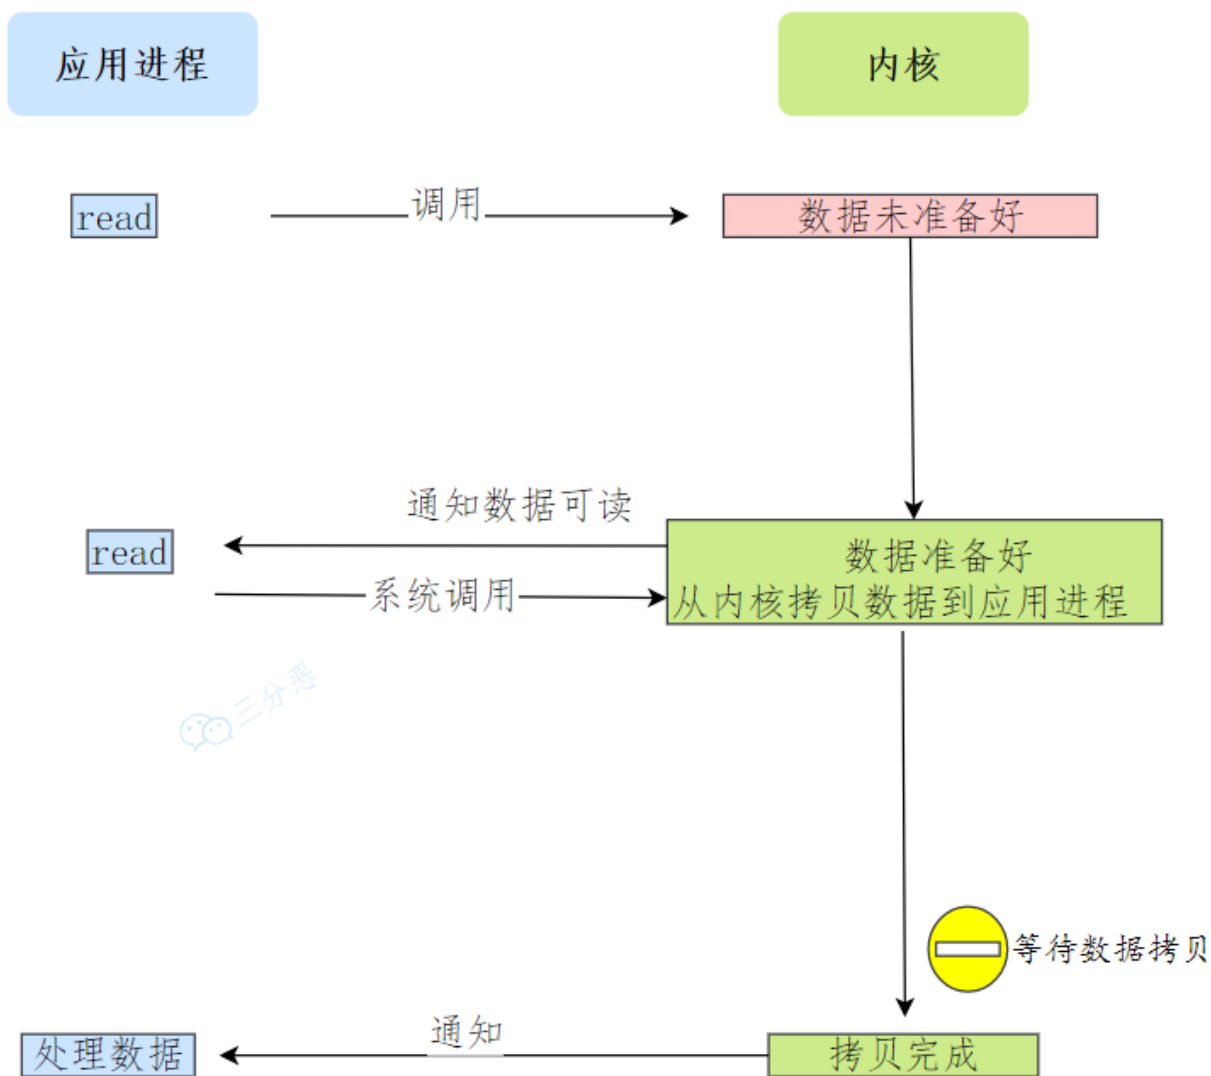 应用进程
内核
read
调用
数据未准备好
通知数据可读
read
数据准备好
系统调用
从内核拷贝数据到应用进程
三分恶
等待数据拷贝
通知
处理数据
拷贝完成